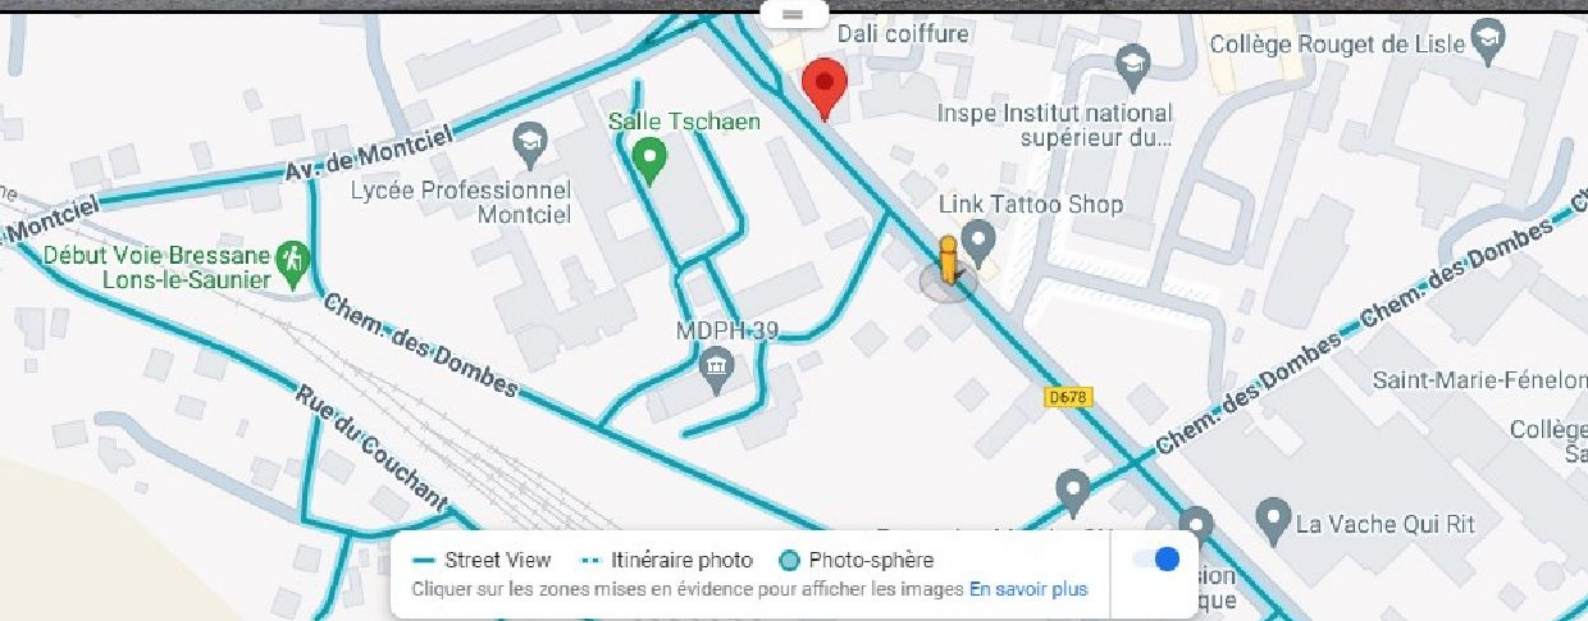 Dali coiffure
Collège Rouget de Lisle
Inspe Institut national
supérieur du...
Salle Tschaen
Av. de Montciel
Lycée Professionnel
Montciel
Montciel
Link Tattoo Shop
Début Voie Bressane
Lons-le-Saunier
Chem. des Dombes
Chem. des Dombes
Chem. des Dombes
MDPH 39
D678
Saint-Marie-Fénelon
Rue du Couchant
Collège
La Vache Qui Rit
Street View
Itinéraire photo
Photo-sphère
Cliquer sur les zones mises en évidence pour afficher les images En savoir plus